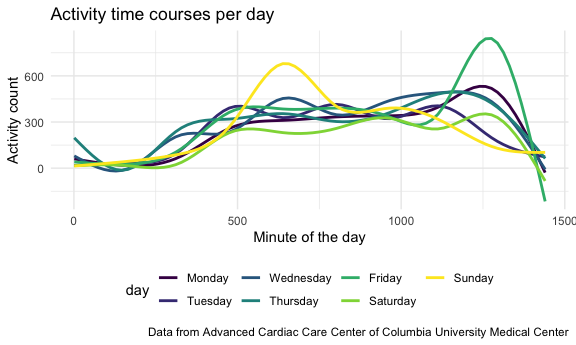 Activity time courses per day
Activity count
600
300
0
0 500 1000 1500
Minute of the day
day
Monday Wednesday Friday Sunday
Tuesday Thursday Saturday
Data from Advanced Cardiac Care Center of Columbia University Medical Center